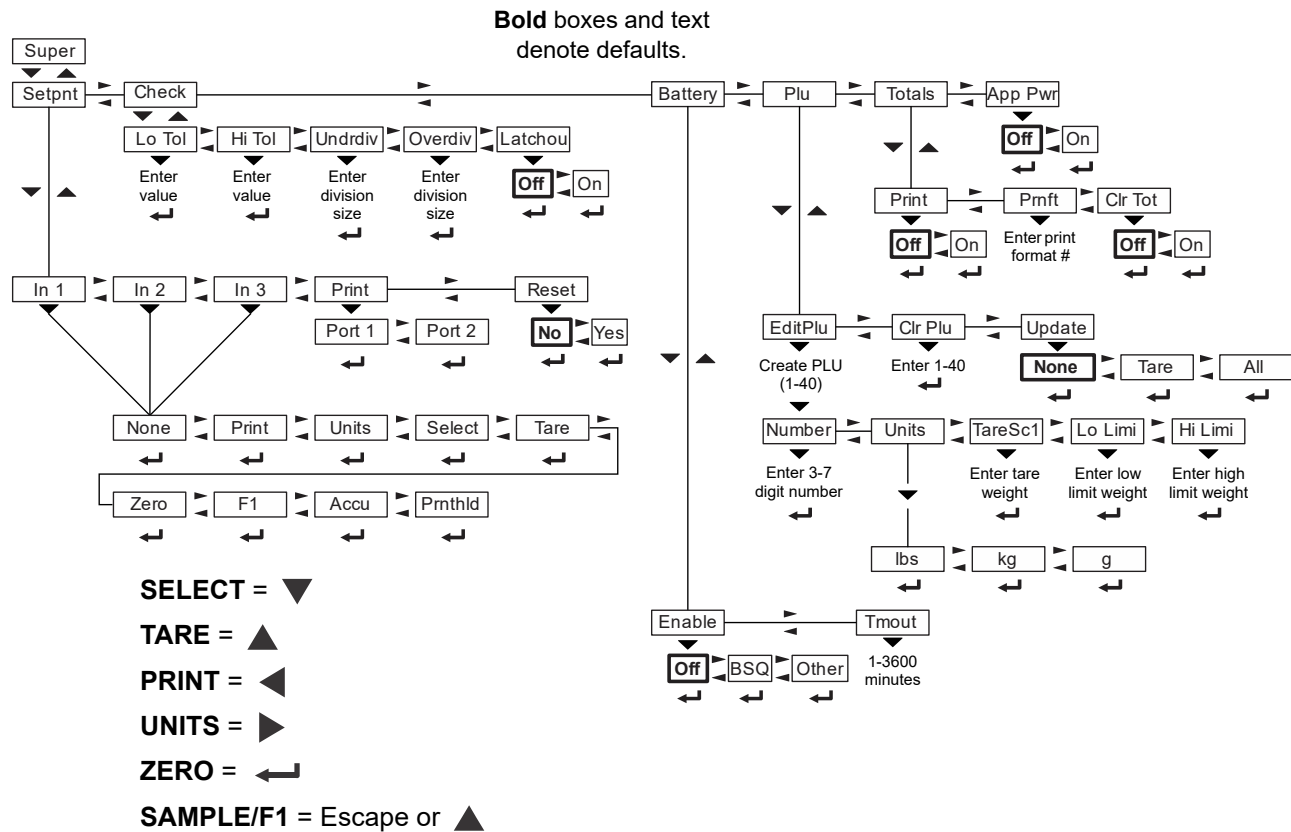 Bold boxes and text
denote defaults.
Super
Setpnt
Check
Battery
Plu
Totals
App Pwr
Off
On
Lo Tol
Hi Tol
Undrdiv
Overdiv
Latchou
Enter
value
Enter
value
Enter
division
size
Enter
division
size
Off
On
Print
Prnft
Clr Tot
Off
On
Enter print
format #
Off
On
In 1
In 2
In 3
Print
Reset
Port 1
Port 2
No
Yes
EditPlu
Clr Plu
Update
Create PLU
(1-40)
Enter 1-40
None
Tare
All
None
Print
Units
Select
Tare
Number
Units
TareSc1
Lo Limi
Hi Limi
Enter 3-7
digit number
Enter tare
weight
Enter low
limit weight
Enter high
limit weight
Zero
F1
Accu
Prnthld
lbs
kg
g
Enable
Tmout
Off
BSQ
Other
1-3600
minutes
SELECT =
TARE =
PRINT =
UNITS =
ZERO =
SAMPLE/F1 = Escape or